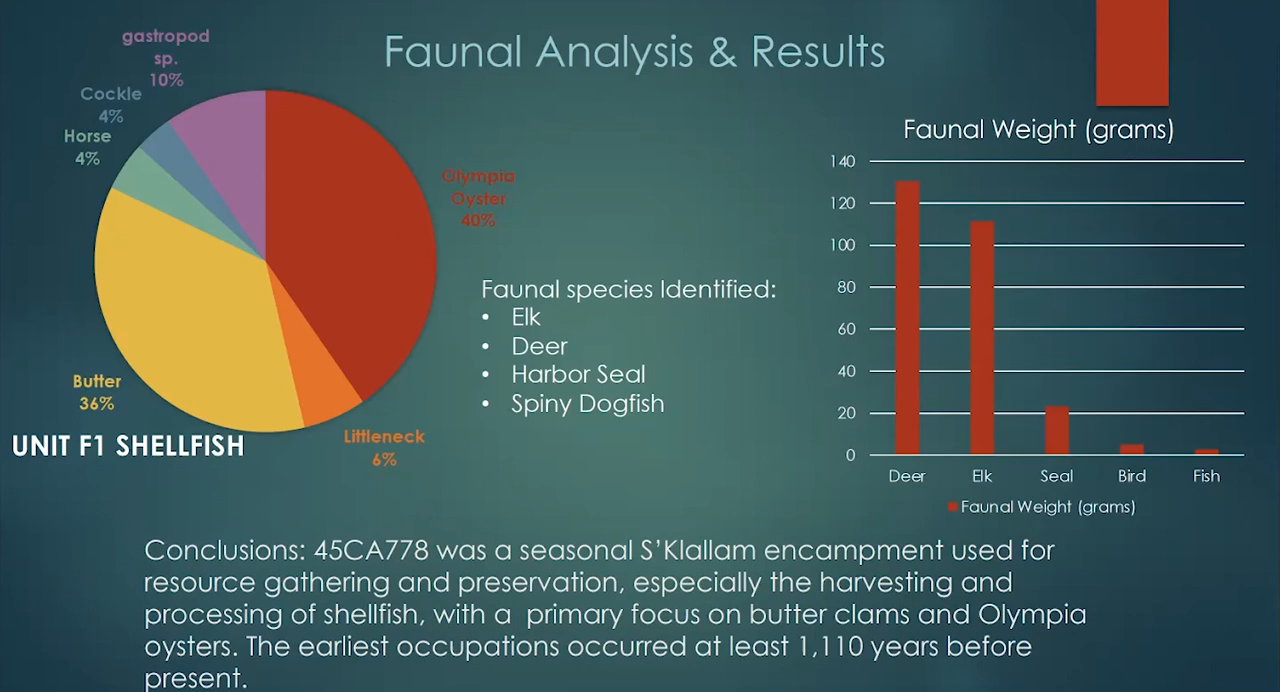 Faunal Analysis & Results
gastropod
sp.
10%
Cockle
4%
Horse
4%
Olympia
Oyster
40%
Butter
36%
Littleneck
6%
UNIT F1 SHELLFISH
Faunal species Identified:
• Elk
• Deer
• Harbor Seal
• Spiny Dogfish
Faunal Weight (grams)
140
120
100
80
60
40
20
0
Deer Elk Seal Bird Fish
Faunal Weight (grams)
Conclusions: 45CA778 was a seasonal S’Klallam encampment used for
resource gathering and preservation, especially the harvesting and
processing of shellfish, with a primary focus on butter clams and Olympia
oysters. The earliest occupations occurred at least 1,110 years before
present.